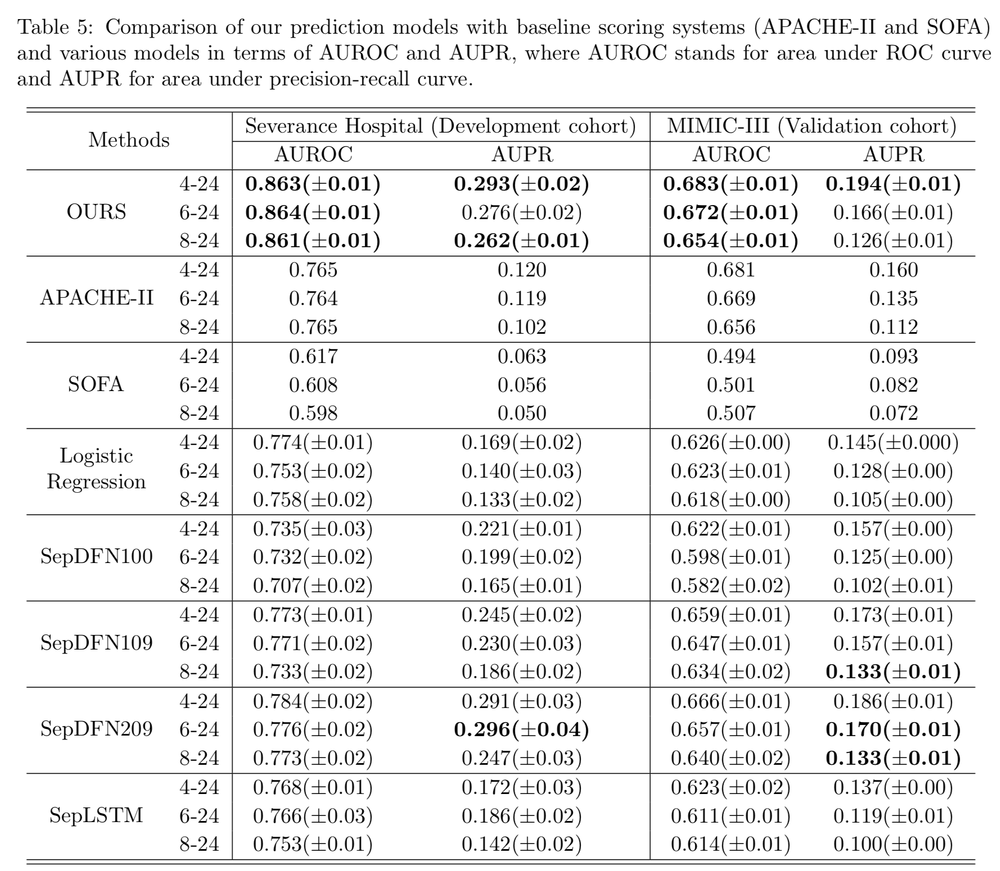 Table 5: Comparison of our prediction models with baseline scoring systems (APACHE-II and SOFA)
and various models in terms of AUROC and AUPR, where AUROC stands for area under ROC curve
and AUPR for area under precision-recall curve.
Methods Severance Hospital (Development cohort) MIMIC-III (Validation cohort)
AUROC AUPR AUROC AUPR
4-24 0.863(±0.01) 0.293(±0.02) 0.683(±0.01) 0.194(±0.01)
OURS 6-24 0.864(±0.01) 0.276(±0.02) 0.672(±0.01) 0.166(±0.01)
8-24 0.861(±0.01) 0.262(±0.01) 0.654(±0.01) 0.126(±0.01)
4-24 0.765 0.120 0.681 0.160
APACHE-II 6-24 0.764 0.119 0.669 0.135
8-24 0.765 0.102 0.656 0.112
4-24 0.617 0.063 0.494 0.093
SOFA 6-24 0.608 0.056 0.501 0.082
8-24 0.598 0.050 0.507 0.072
4-24 0.774(±0.01) 0.169(±0.02) 0.626(±0.00) 0.145(±0.000)
Logistic
Regression 6-24 0.753(±0.02) 0.140(±0.03) 0.623(±0.01) 0.128(±0.00)
8-24 0.758(±0.02) 0.133(±0.02) 0.618(±0.00) 0.105(±0.00)
4-24 0.735(±0.03) 0.221(±0.01) 0.622(±0.01) 0.157(±0.00)
SepDFN100 6-24 0.732(±0.02) 0.199(±0.02) 0.598(±0.01) 0.125(±0.00)
8-24 0.707(±0.02) 0.165(±0.01) 0.582(±0.02) 0.102(±0.01)
4-24 0.773(±0.01) 0.245(±0.02) 0.659(±0.01) 0.173(±0.01)
SepDFN109 6-24 0.771(±0.02) 0.230(±0.03) 0.647(±0.01) 0.157(±0.01)
8-24 0.733(±0.02) 0.186(±0.02) 0.634(±0.02) 0.133(±0.01)
4-24 0.784(±0.02) 0.291(±0.03) 0.666(±0.01) 0.186(±0.01)
SepDFN209 6-24 0.776(±0.02) 0.296(±0.04) 0.657(±0.01) 0.170(±0.01)
8-24 0.773(±0.02) 0.247(±0.03) 0.640(±0.02) 0.133(±0.01)
4-24 0.768(±0.01) 0.172(±0.03) 0.623(±0.02) 0.137(±0.00)
SepLSTM 6-24 0.766(±0.03) 0.186(±0.02) 0.611(±0.01) 0.119(±0.01)
8-24 0.753(±0.01) 0.142(±0.02) 0.614(±0.01) 0.100(±0.00)